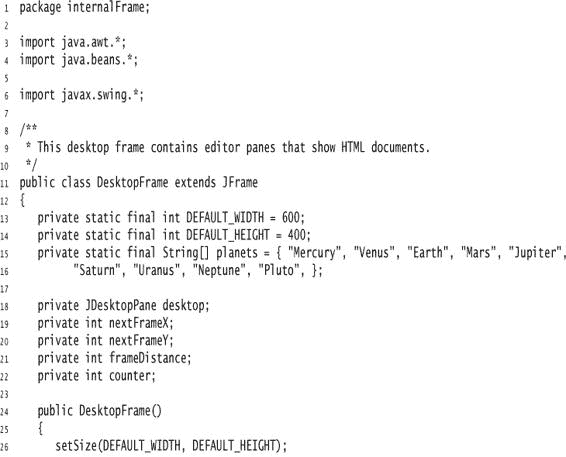 1 package internalFrame;
2
3 import java.awt.*;
4 import java.beans.*;
5
6 import javax.swing.*;
7
8 /**
9  * This desktop frame contains editor panes that show HTML documents.
10  */
11 public class DesktopFrame extends JFrame
12 {
13    private static final int DEFAULT_WIDTH = 600;
14    private static final int DEFAULT_HEIGHT = 400;
15    private static final String[] planets = { "Mercury", "Venus", "Earth", "Mars", "Jupiter",
16          "Saturn", "Uranus", "Neptune", "Pluto", };
17
18    private JDesktopPane desktop;
19    private int nextFrameX;
20    private int nextFrameY;
21    private int frameDistance;
22    private int counter;
23
24    public DesktopFrame()
25    {
26       setSize(DEFAULT_WIDTH, DEFAULT_HEIGHT);